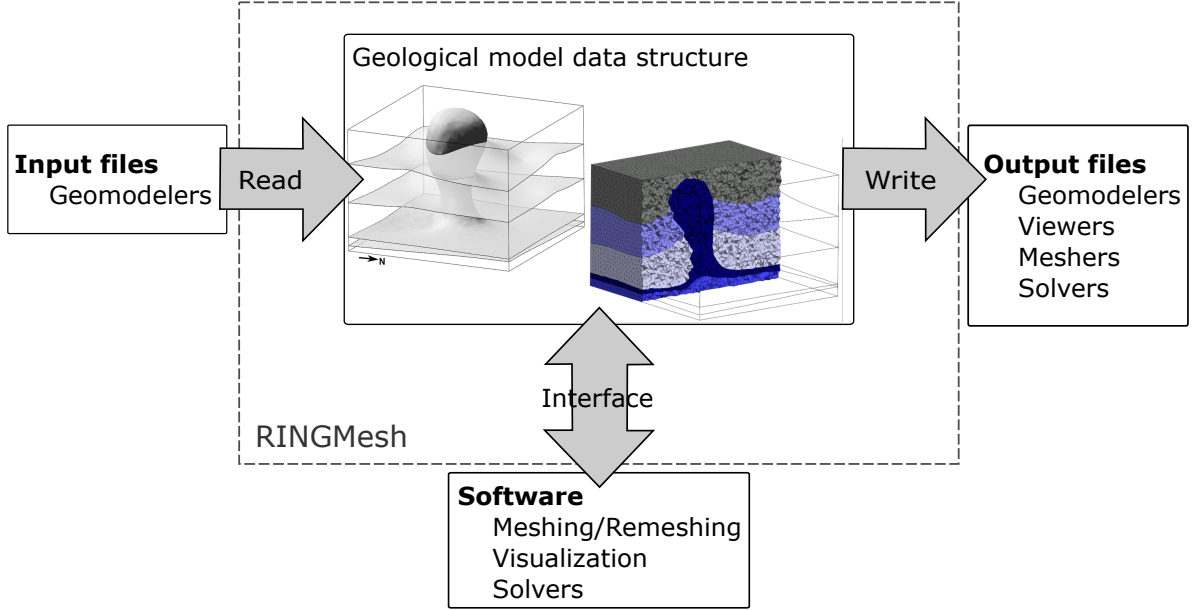 Geological model data structure
Input files
Geomodelers
Read
N
Write
Output files
Geomodelers
Viewers
Meshers
Solvers
Interface
RINGMesh
Software
Meshing/Remeshing
Visualization
Solvers